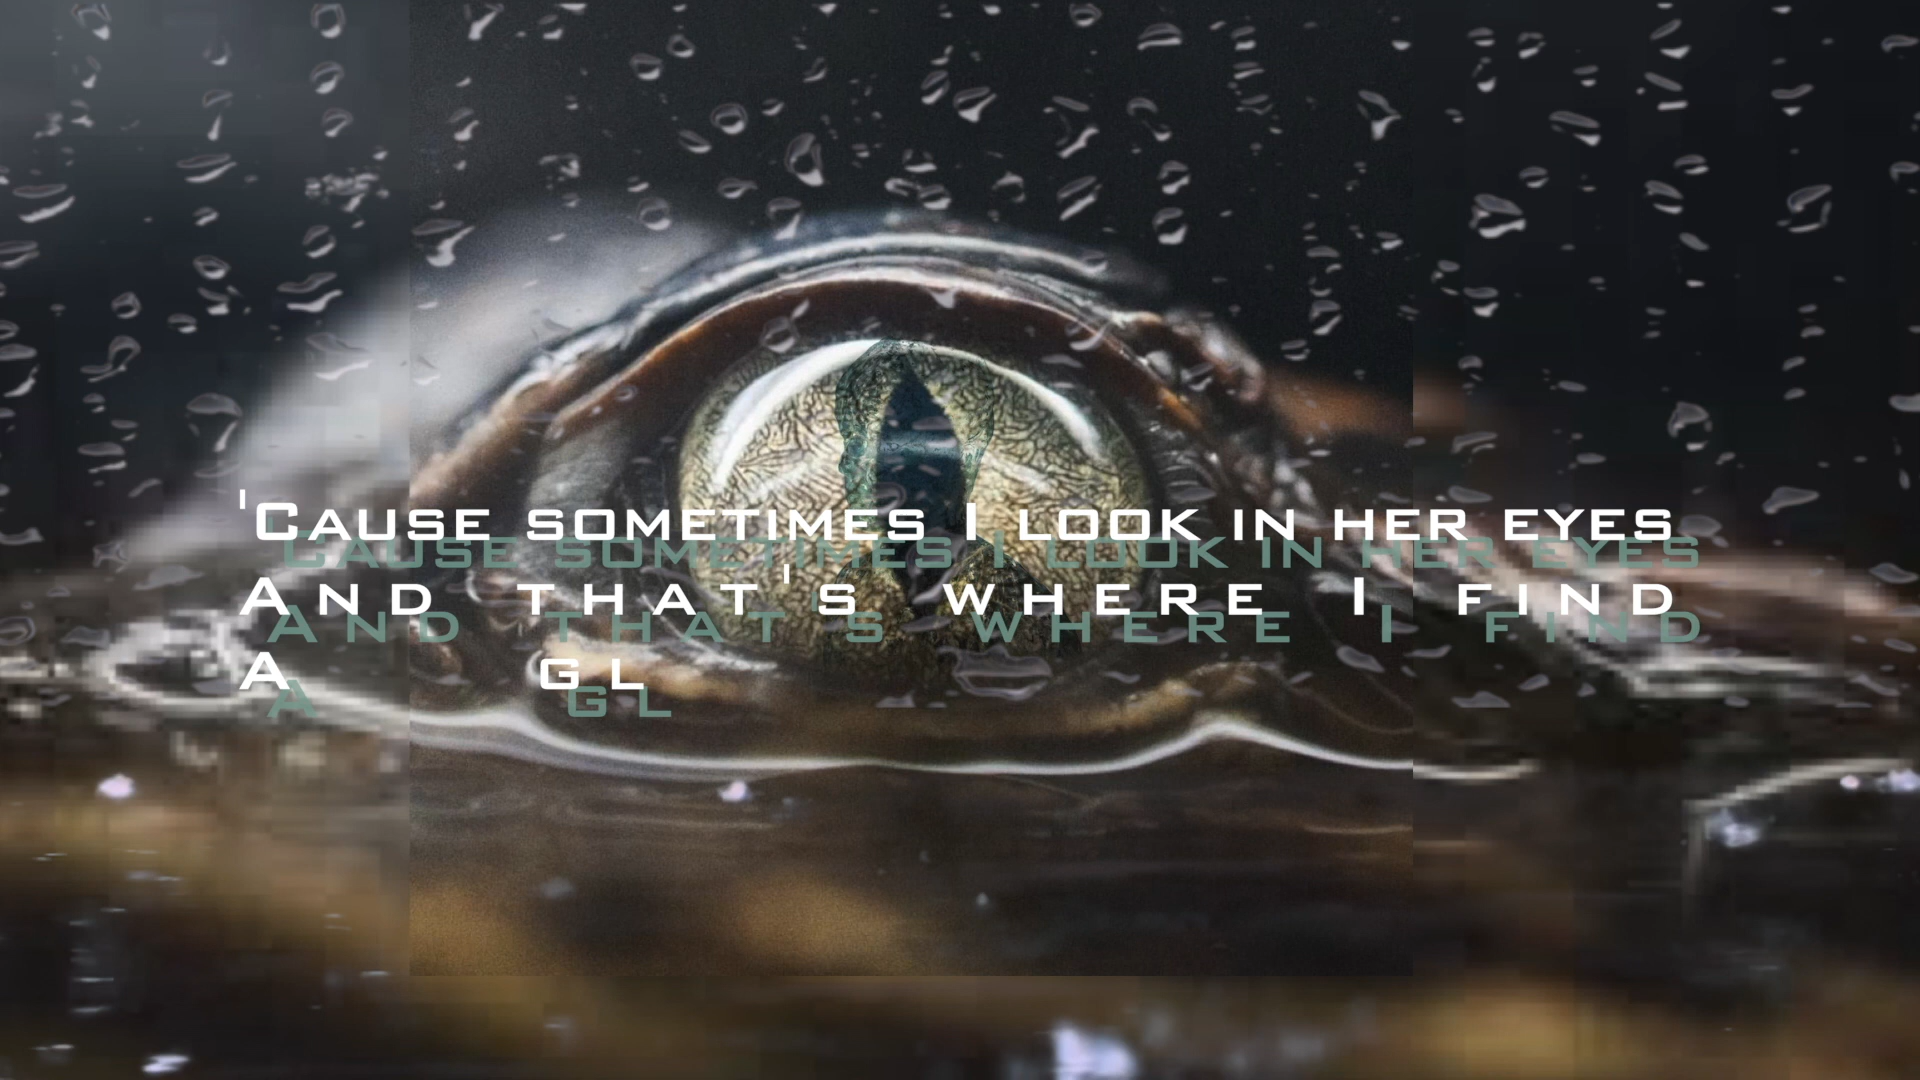 'Cause sometimes I look in her eyes
And that's where I find
A GL